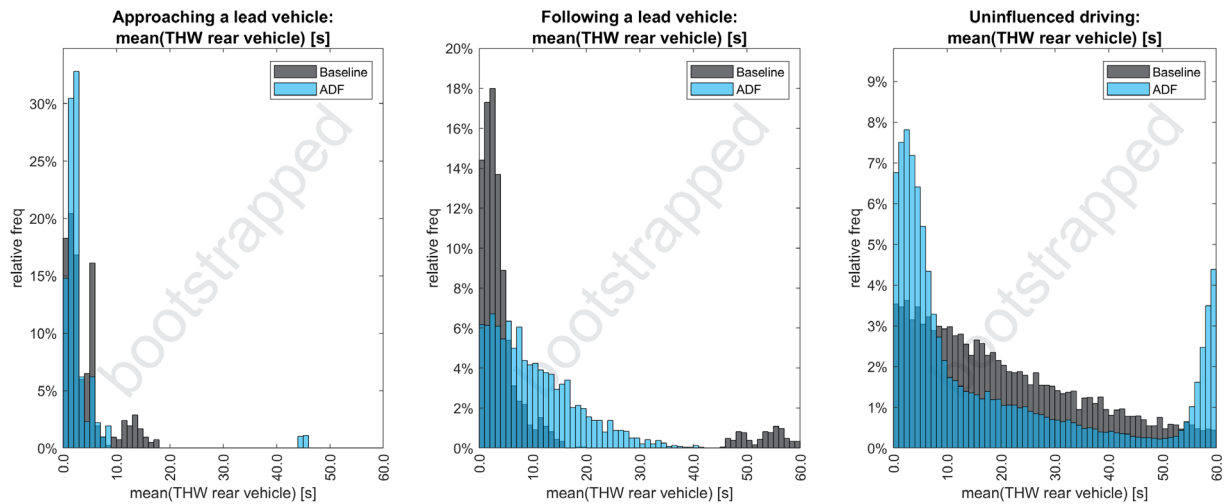 Approaching a lead vehicle:
mean(THW rear vehicle) [s]
Baseline
ADF
30%
25%
20%
15%
10%
5%
0%
relative freq
0.0
10.0
20.0
30.0
40.0
50.0
60.0
mean(THW rear vehicle) [s]
bootstrapped
Following a lead vehicle:
mean(THW rear vehicle) [s]
Baseline
ADF
20%
18%
16%
14%
12%
10%
8%
6%
4%
2%
0%
relative freq
0.0
10.0
20.0
30.0
40.0
50.0
60.0
mean(THW rear vehicle) [s]
bootstrapped
Uninfluenced driving:
mean(THW rear vehicle) [s]
Baseline
ADF
9%
8%
7%
6%
5%
4%
3%
2%
1%
0%
relative freq
0.0
10.0
20.0
30.0
40.0
50.0
60.0
mean(THW rear vehicle) [s]
bootstrapped